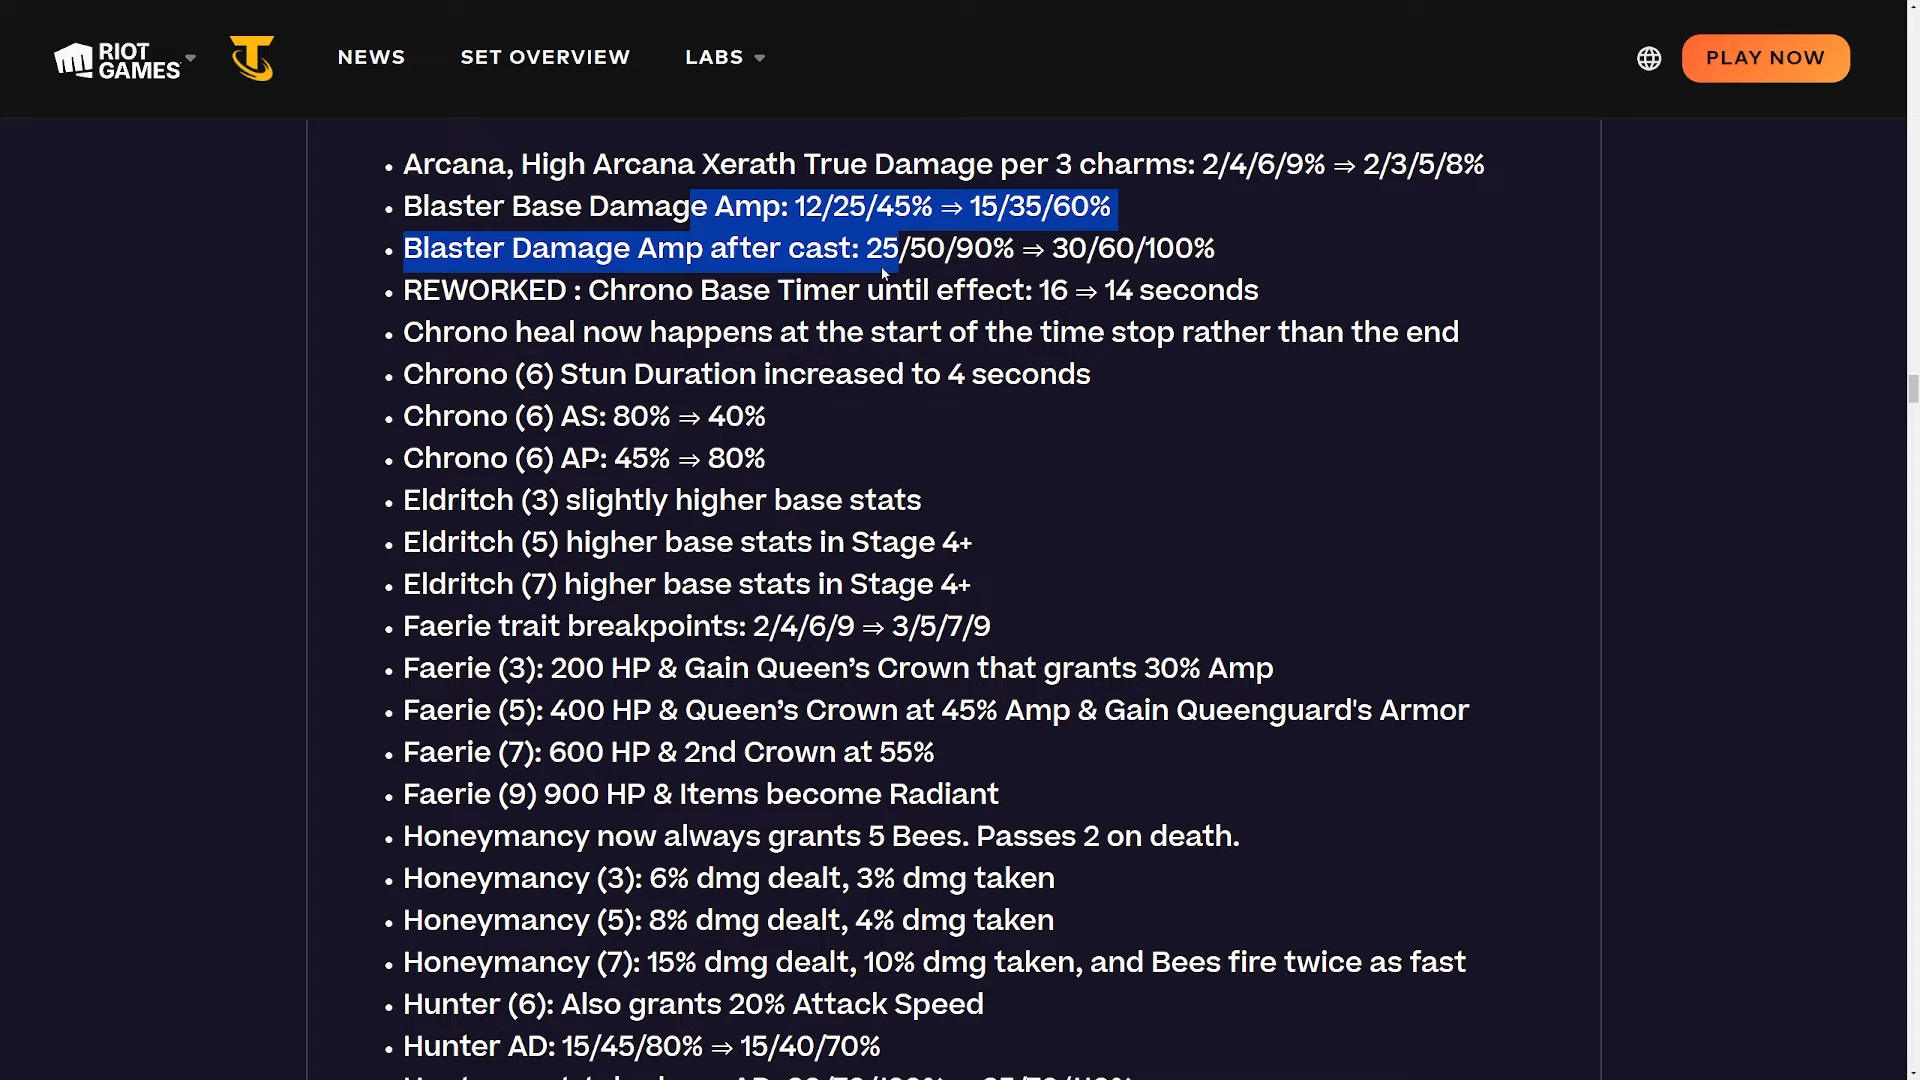 RIOT GAMES
NEWS
SET OVERVIEW
LABS
PLAY NOW
• Arcana, High Arcana Xerath True Damage per 3 charms: 2/4/6/9% ⇒ 2/3/5/8%
• Blaster Base Damage Amp: 12/25/45% ⇒ 15/35/60%
• Blaster Damage Amp after cast: 25/50/90% ⇒ 30/60/100%
• REWORKED : Chrono Base Timer until effect: 16 ⇒ 14 seconds
• Chrono heal now happens at the start of the time stop rather than the end
• Chrono (6) Stun Duration increased to 4 seconds
• Chrono (6) AS: 80% ⇒ 40%
• Chrono (6) AP: 45% ⇒ 80%
• Eldritch (3) slightly higher base stats
• Eldritch (5) higher base stats in Stage 4+
• Eldritch (7) higher base stats in Stage 4+
• Faerie trait breakpoints: 2/4/6/9 ⇒ 3/5/7/9
• Faerie (3): 200 HP & Gain Queen’s Crown that grants 30% Amp
• Faerie (5): 400 HP & Queen’s Crown at 45% Amp & Gain Queenguard's Armor
• Faerie (7): 600 HP & 2nd Crown at 55%
• Faerie (9) 900 HP & Items become Radiant
• Honeymancy now always grants 5 Bees. Passes 2 on death.
• Honeymancy (3): 6% dmg dealt, 3% dmg taken
• Honeymancy (5): 8% dmg dealt, 4% dmg taken
• Honeymancy (7): 15% dmg dealt, 10% dmg taken, and Bees fire twice as fast
• Hunter (6): Also grants 20% Attack Speed
• Hunter AD: 15/45/80% ⇒ 15/40/70%